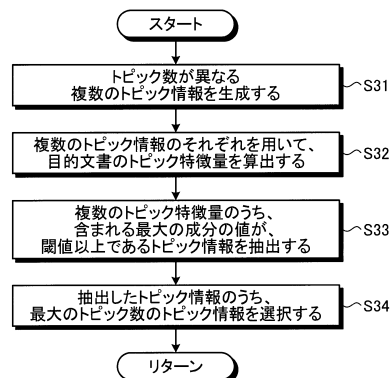 スタート
トピック数が異なる
複数のトピック情報を生成する
S31
複数のトピック情報のそれぞれを用いて、
目的文書のトピック特徴量を算出する
S32
複数のトピック特徴量のうち、
含まれる最大の成分の値が、
閾値以上であるトピック情報を抽出する
S33
抽出したトピック情報のうち、
最大のトピック数のトピック情報を選択する
S34
リターン